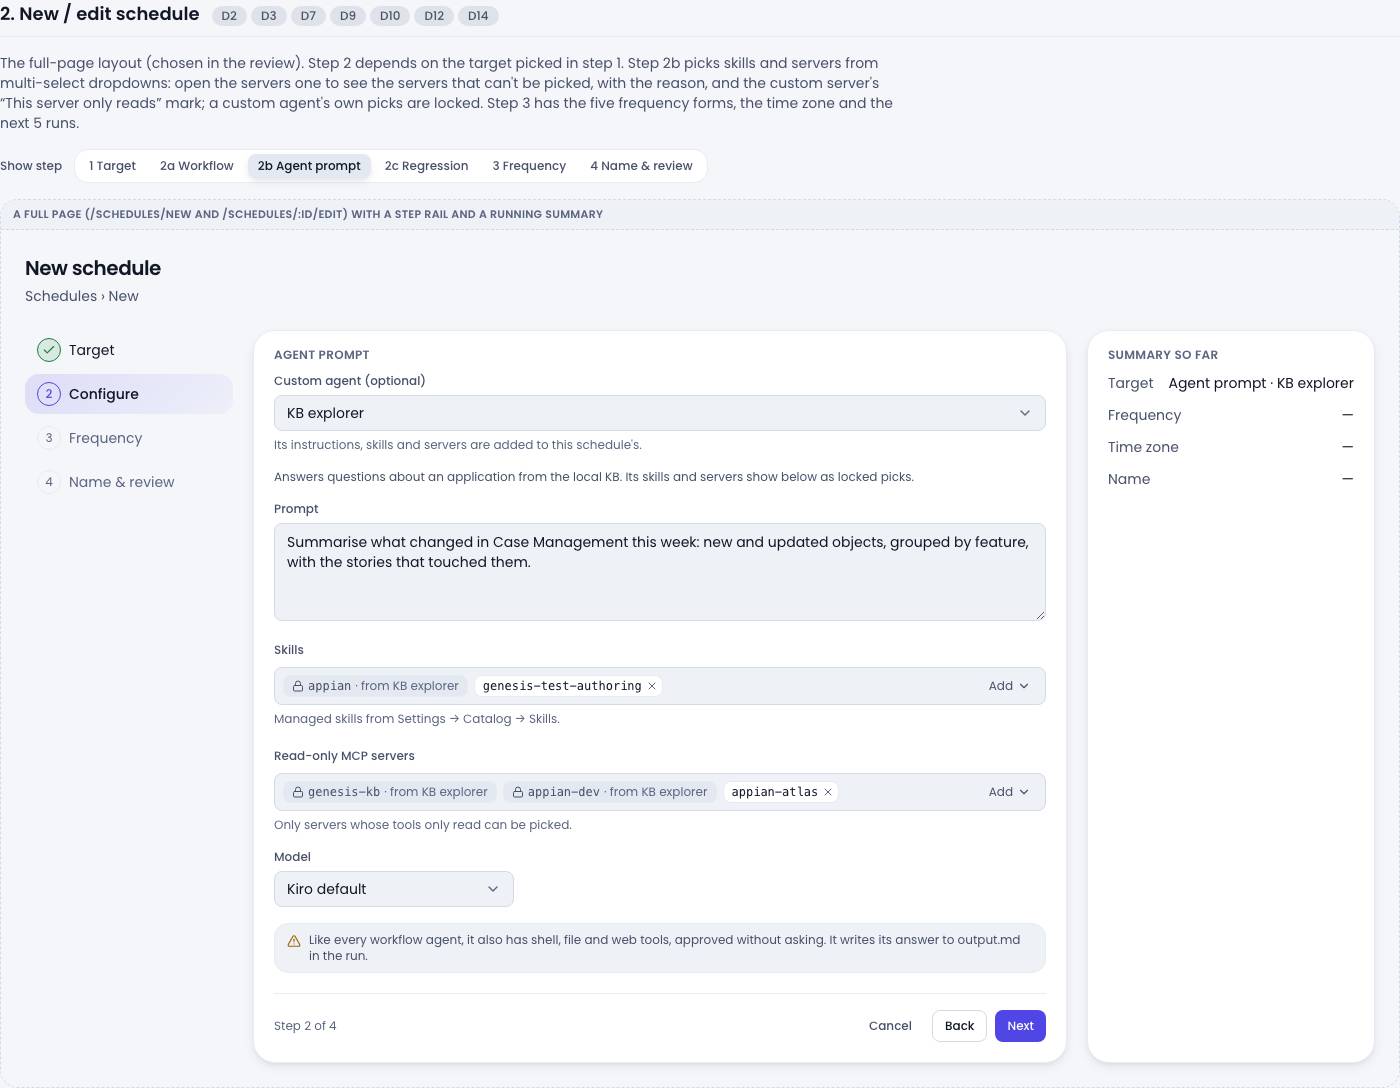 2. New / edit schedule D2 D3 D7 D9 D10 D12 D14
The full-page layout (chosen in the review). Step 2 depends on the target picked in step 1. Step 2b picks skills and servers from
multi-select dropdowns: open the servers one to see the servers that can't be picked, with the reason, and the custom server's
“This server only reads” mark; a custom agent's own picks are locked. Step 3 has the five frequency forms, the time zone and the
next 5 runs.
Show step 1 Target 2a Workflow 2b Agent prompt 2c Regression 3 Frequency 4 Name & review
A FULL PAGE (/SCHEDULES/NEW AND /SCHEDULES/:ID/EDIT) WITH A STEP RAIL AND A RUNNING SUMMARY
New schedule
Schedules › New
Target
2 Configure
3 Frequency
4 Name & review
AGENT PROMPT
Custom agent (optional)
KB explorer
Its instructions, skills and servers are added to this schedule's.
Answers questions about an application from the local KB. Its skills and servers show below as locked picks.
Prompt
Summarise what changed in Case Management this week: new and updated objects, grouped by feature,
with the stories that touched them.
Skills
appian · from KB explorer genesis-test-authoring × Add
Managed skills from Settings → Catalog → Skills.
Read-only MCP servers
genesis-kb · from KB explorer appian-dev · from KB explorer appian-atlas × Add
Only servers whose tools only read can be picked.
Model
Kiro default
Like every workflow agent, it also has shell, file and web tools, approved without asking. It writes its answer to output.md
in the run.
Step 2 of 4 Cancel Back Next
SUMMARY SO FAR
Target Agent prompt · KB explorer
Frequency —
Time zone —
Name —